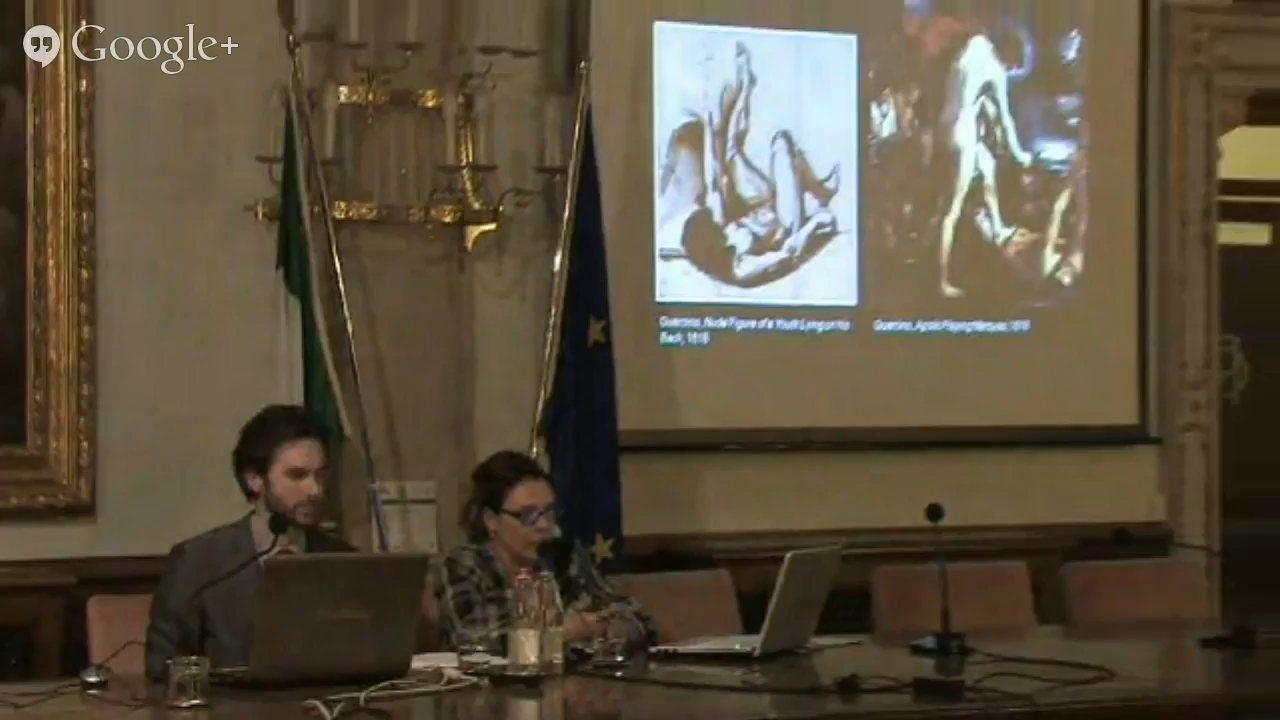 Google+
Guercino, Nude Figure of a Youth Lying on his
Back, 1618
Guercino, Apollo Flaying Marsyas, 1618